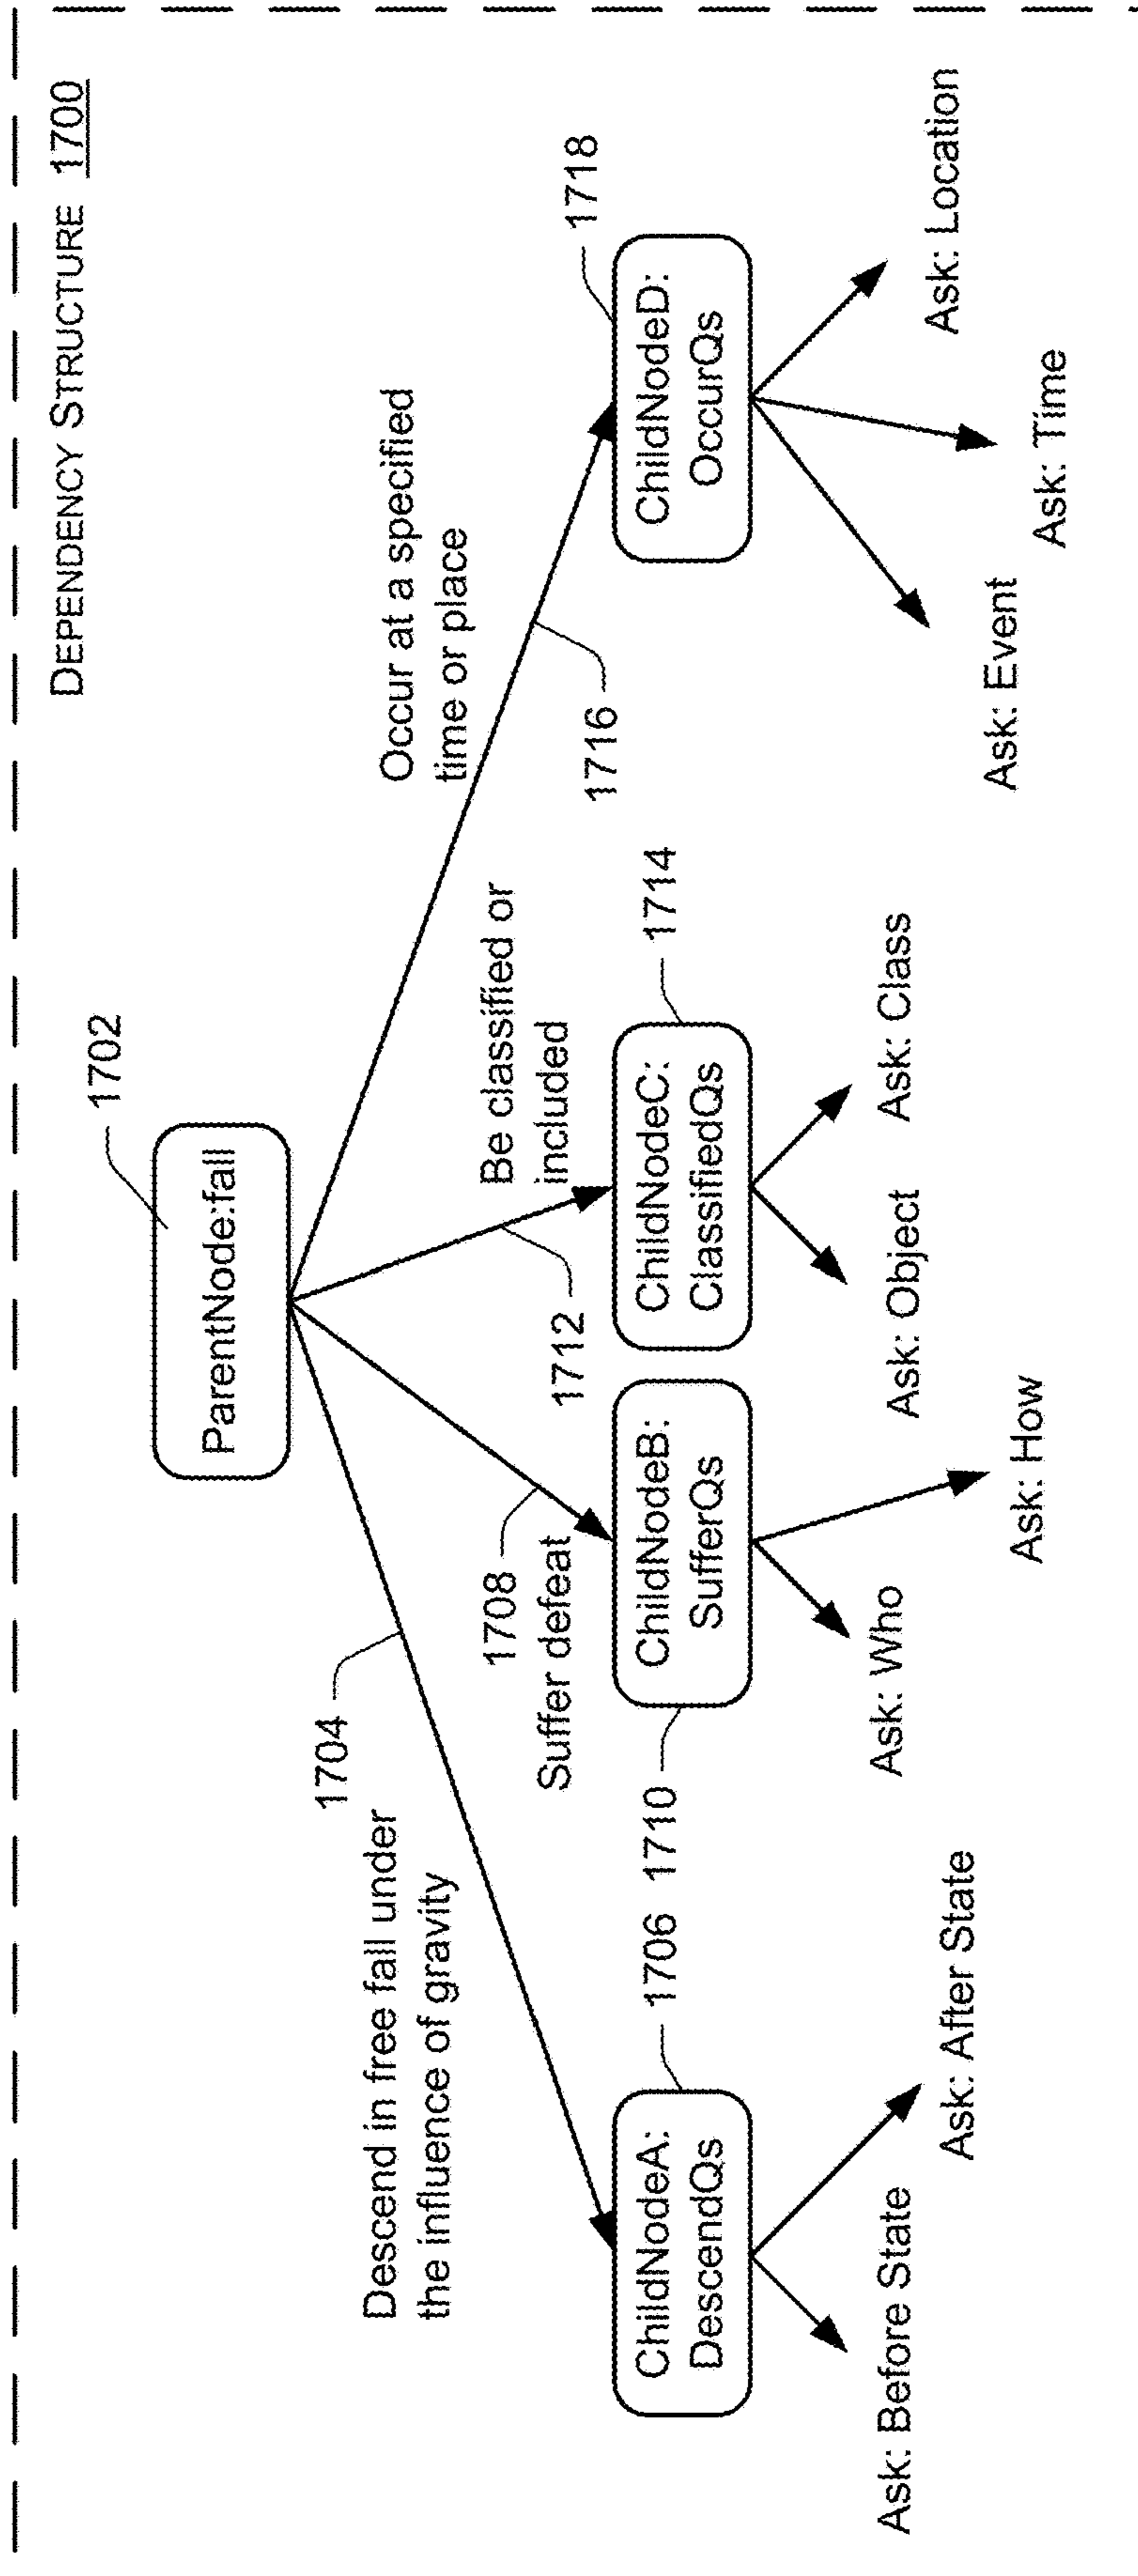 DEPENDENCY STRUCTURE 1700
1702
ParentNode:fall
1704
Descend in free fall under
the influence of gravity
1708
Suffer defeat
Be classified or
included
1712
Occur at a specified
time or place
1716
1706
ChildNodeA:
DescendQs
1710
ChildNodeB:
SufferQs
1714
ChildNodeC:
ClassifiedQs
1718
ChildNodeD:
OccurQs
Ask: Before State
Ask: After State
Ask: Who
Ask: How
Ask: Object
Ask: Class
Ask: Event
Ask: Time
Ask: Location